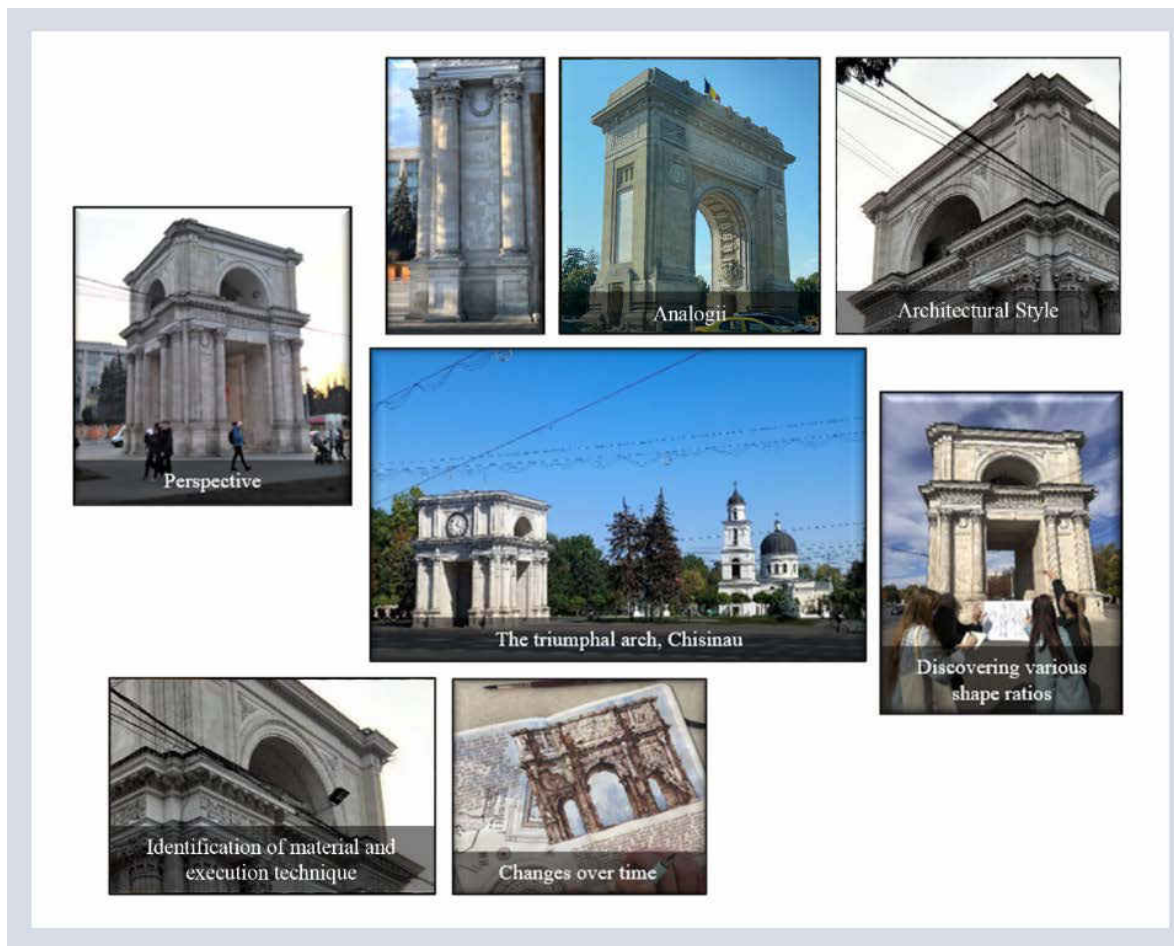 Analogii
Architectural Style
Perspective
The triumphal arch, Chisinau
Discovering various
shape ratios
Identification of material and
execution technique
Changes over time